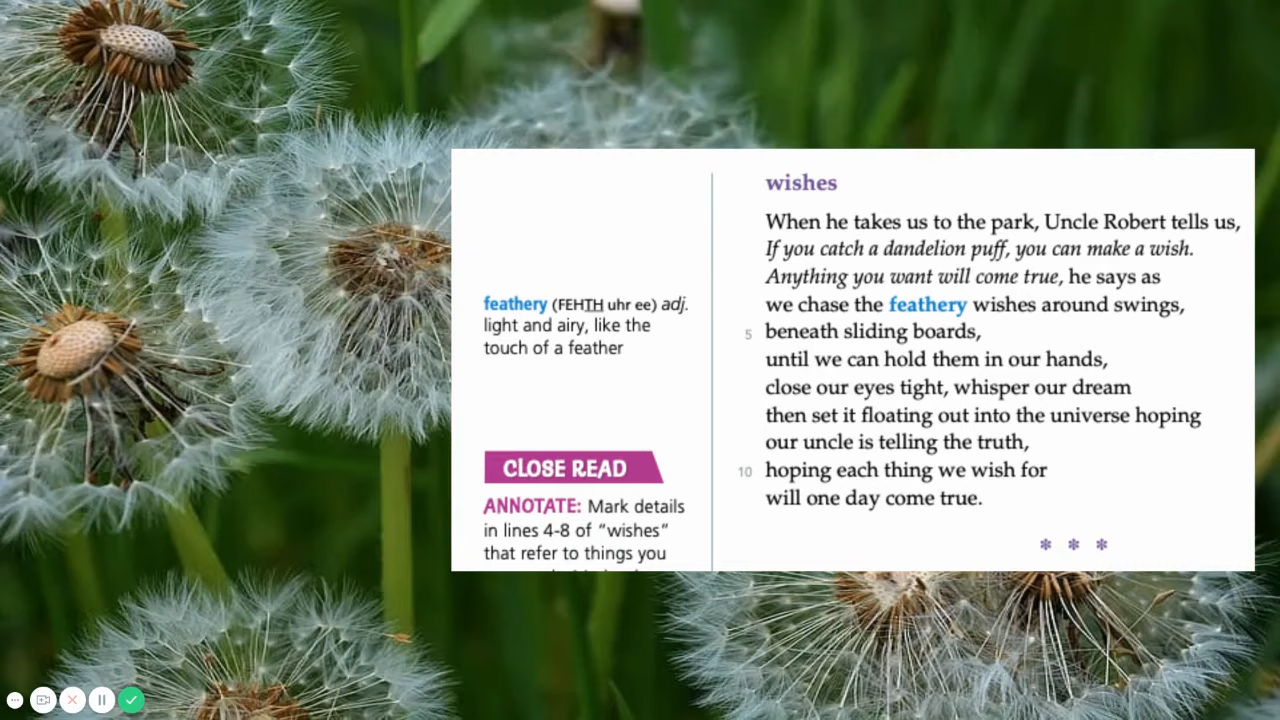 feathery (FEHTH uhr ee) adj.
light and airy, like the
touch of a feather
CLOSE READ
ANNOTATE: Mark details
in lines 4-8 of “wishes”
that refer to things you
wishes
When he takes us to the park, Uncle Robert tells us,
If you catch a dandelion puff, you can make a wish.
Anything you want will come true, he says as
we chase the feathery wishes around swings,
5 beneath sliding boards,
until we can hold them in our hands,
close our eyes tight, whisper our dream
then set it floating out into the universe hoping
our uncle is telling the truth,
10 hoping each thing we wish for
will one day come true.
* * *